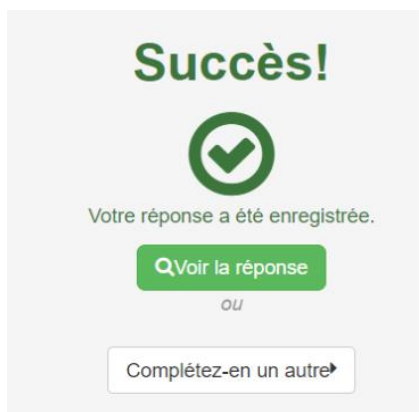 Succès!
Votre réponse a été enregistrée.
Voir la réponse
ou
Complétez-en un autre